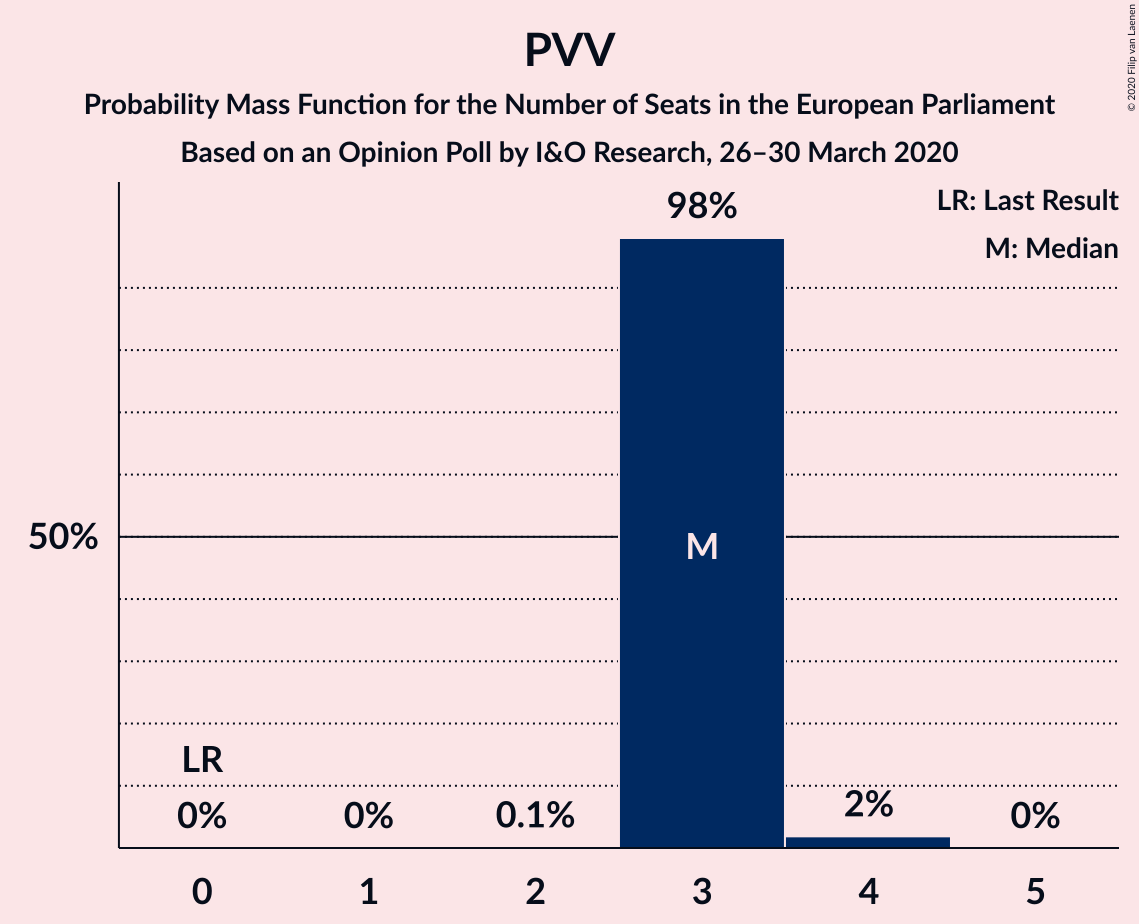 PVV
Probability Mass Function for the Number of Seats in the European Parliament
Based on an Opinion Poll by I&O Research, 26–30 March 2020
© 2020 Filip van Laenen
LR: Last Result
M: Median
98%
50%
M
LR
0%
0%
0.1%
2%
0%
0
1
2
3
4
5